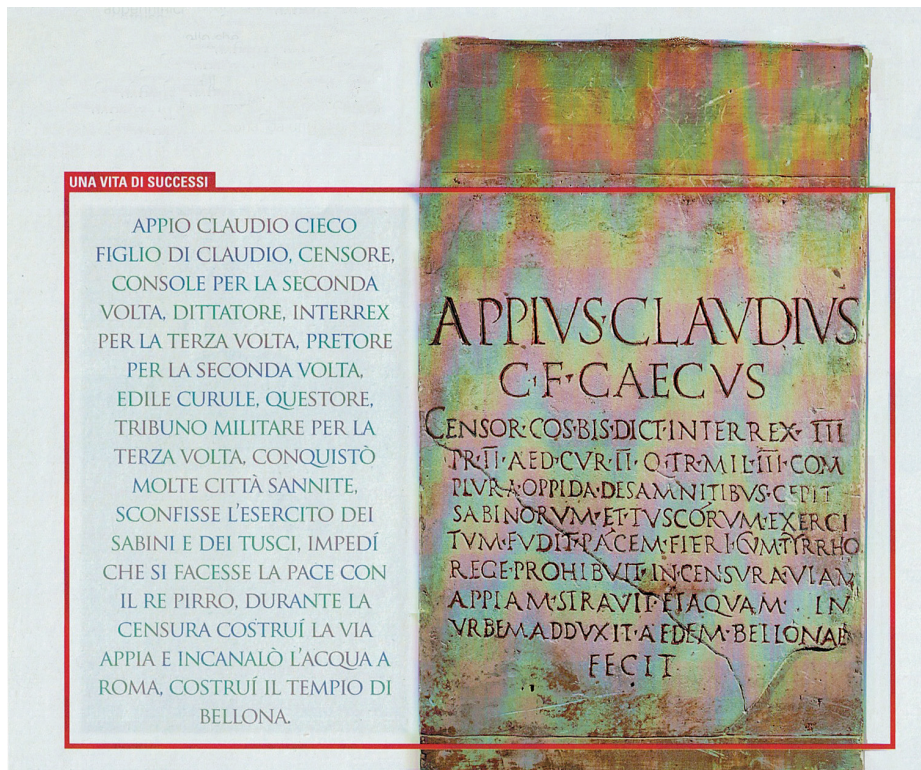 UNA VITA DI SUCCESSI
APPIO CLAUDIO CIECO
FIGLIO DI CLAUDIO, CENSORE,
CONSOLE PER LA SECONDA
VOLTA, DITTATORE, INTERREX
PER LA TERZA VOLTA, PRETORE
PER LA SECONDA VOLTA,
EDILE CURULE, QUESTORE,
TRIBUNO MILITARE PER LA
TERZA VOLTA, CONQUISTÒ
MOLTE CITTÀ SANNITE,
SCONFISSE L'ESERCITO DEI
SABINI E DEI TUSCI, IMPEDÍ
CHE SI FACESSE LA PACE CON
IL RE PIRRO, DURANTE LA
CENSURA COSTRUÍ LA VIA
APPIA E INCANALÒ L'ACQUA A
ROMA, COSTRUÍ IL TEMPIO DI
BELLONA.
APPIVS·CLAVDIVS
C·F·CAECVS
CENSOR·COS·BIS·DICT·INTERREX·III
PR·II·AED·CVR·II·Q·TR·MIL·III·COM
PLVRA·OPPIDA·DESAMNITIBVS·CEPIT
SABINORVM·ET·TVSCORVM·EXERCI
TVM·FVDIT·PACEM·FIERI·CVM·TYRRHO
REGE·PROHIBVIT·IN·CENSVRA·VIAM
APPIAM·STRAVIT·ET·AQVAM· IN
VRBEM·ADDVXIT·AEDEM·BELLONAE
FECIT